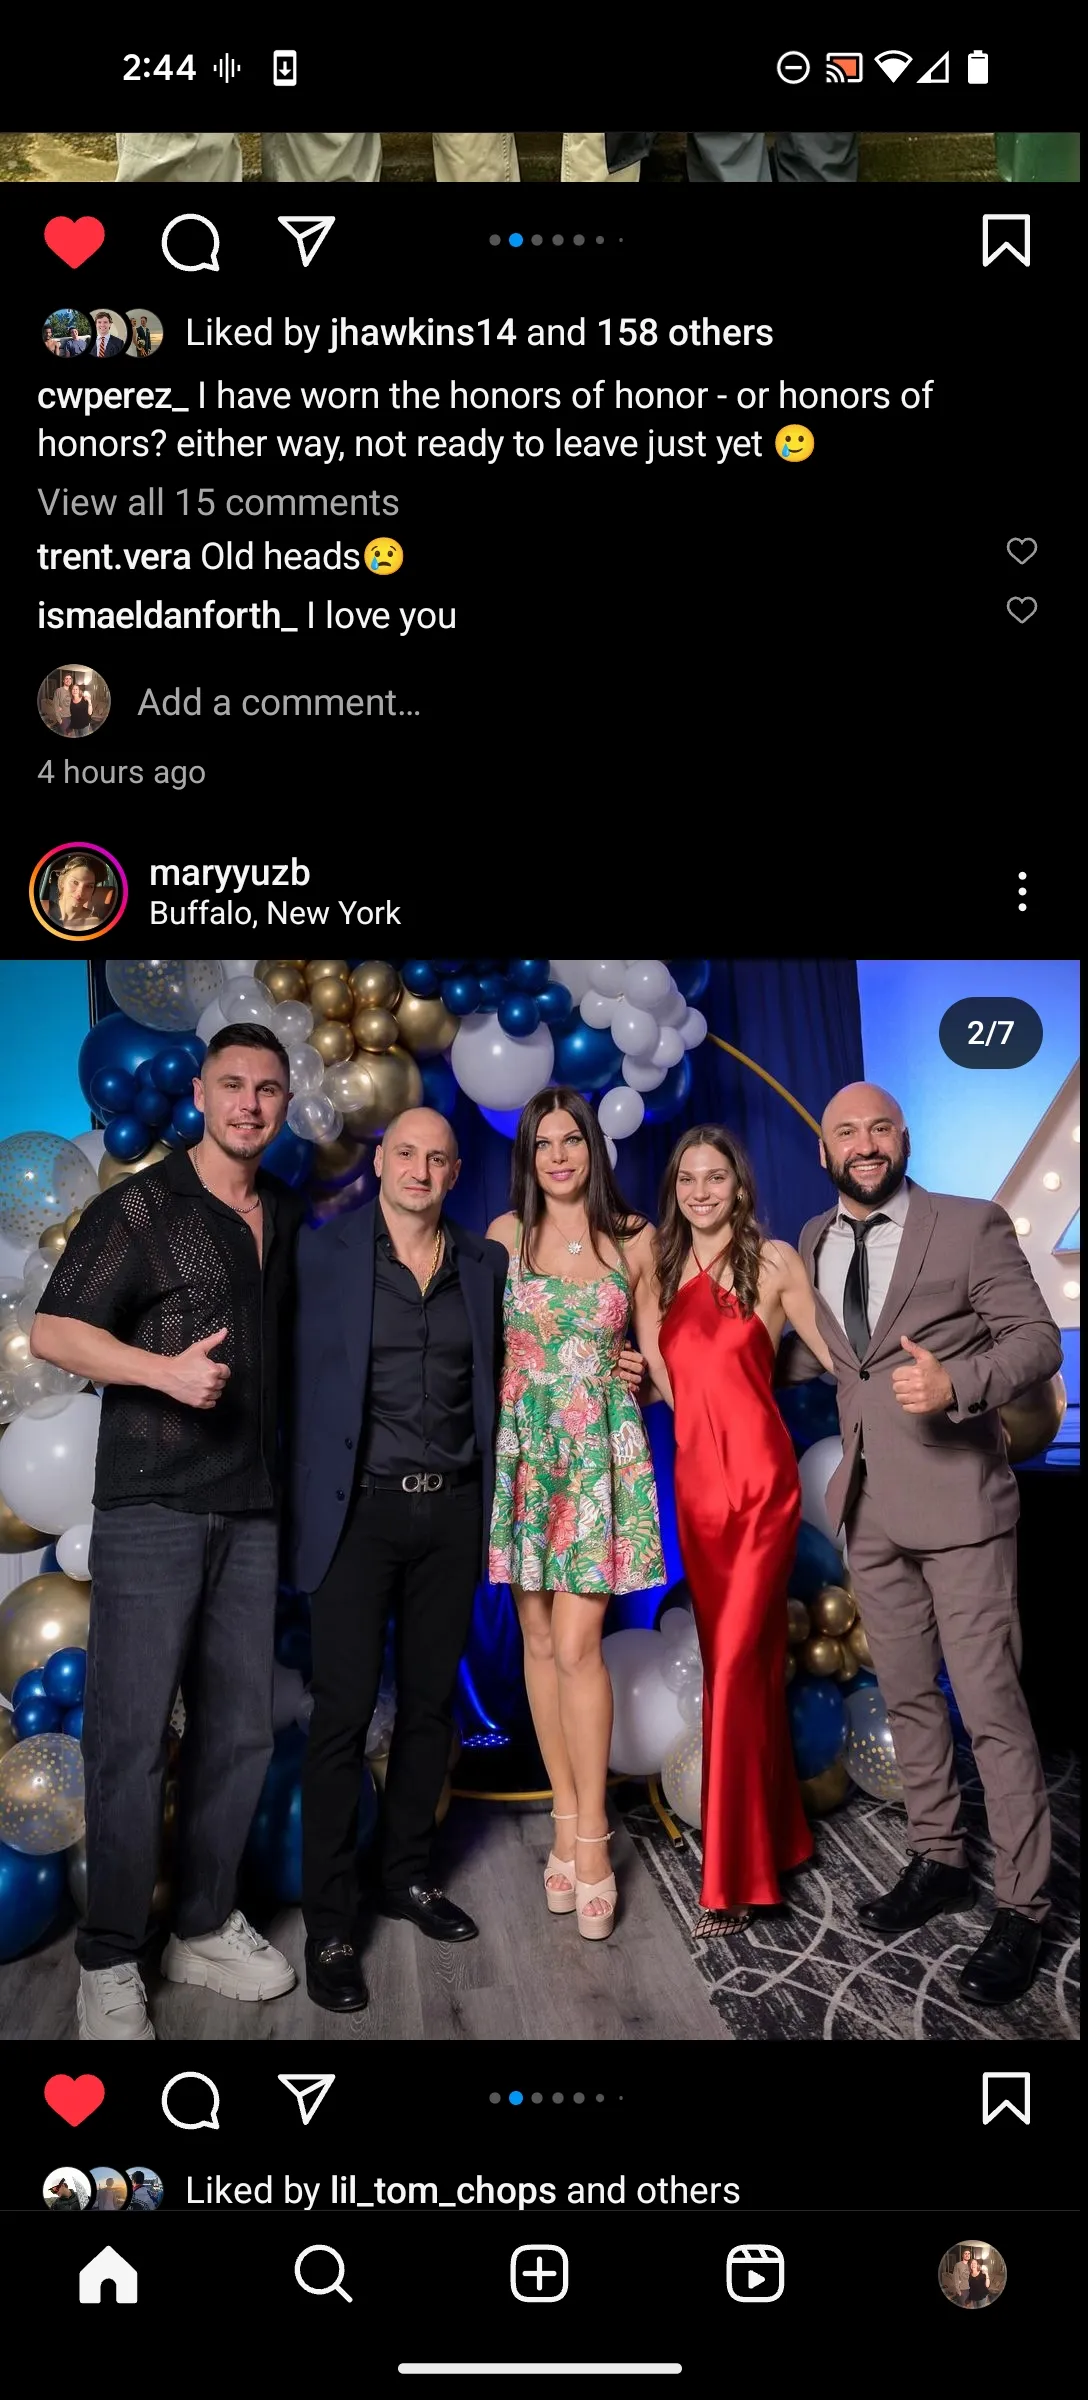 2:44
Liked by jhawkins14 and 158 others
cwperez_ I have worn the honors of honor - or honors of
honors? either way, not ready to leave just yet 🥲
View all 15 comments
trent.vera Old heads😢
ismaeldanforth_ I love you
Add a comment...
4 hours ago
maryyuzb
Buffalo, New York
2/7
Liked by lil_tom_chops and others